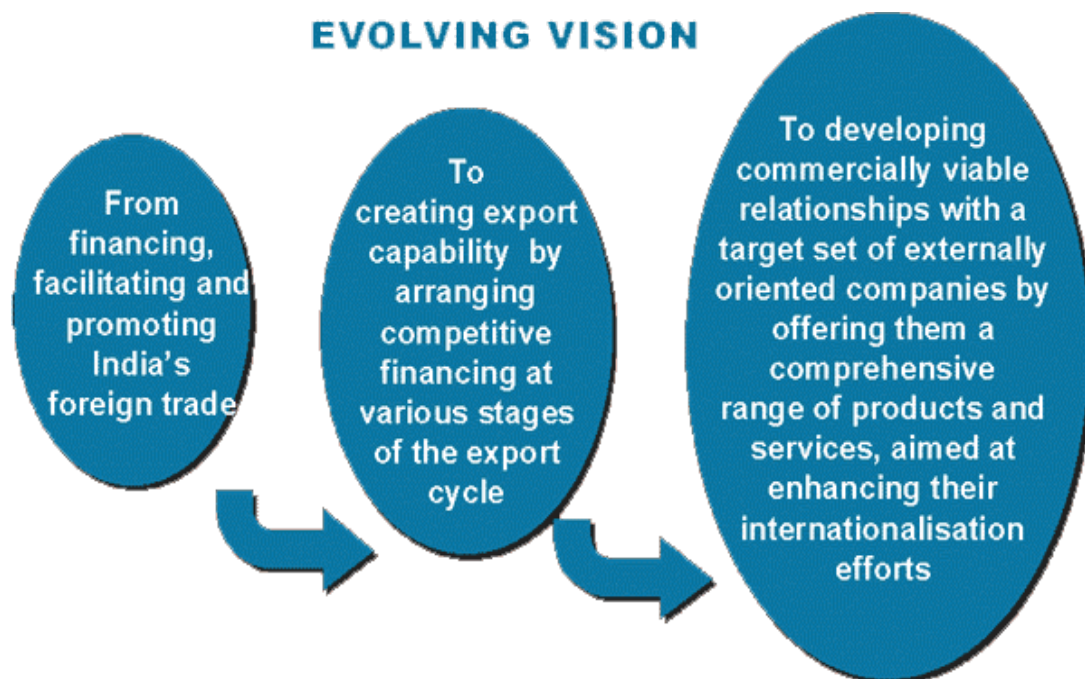 EVOLVING VISION
From
financing,
facilitating and
promoting
India's
foreign trade
To
creating export
capability by
arranging
competitive
financing at
various stages
of the export
cycle
To developing
commercially viable
relationships with a
target set of externally
oriented companies by
offering them a
comprehensive
range of products and
services, aimed at
enhancing their
internationalisation
efforts